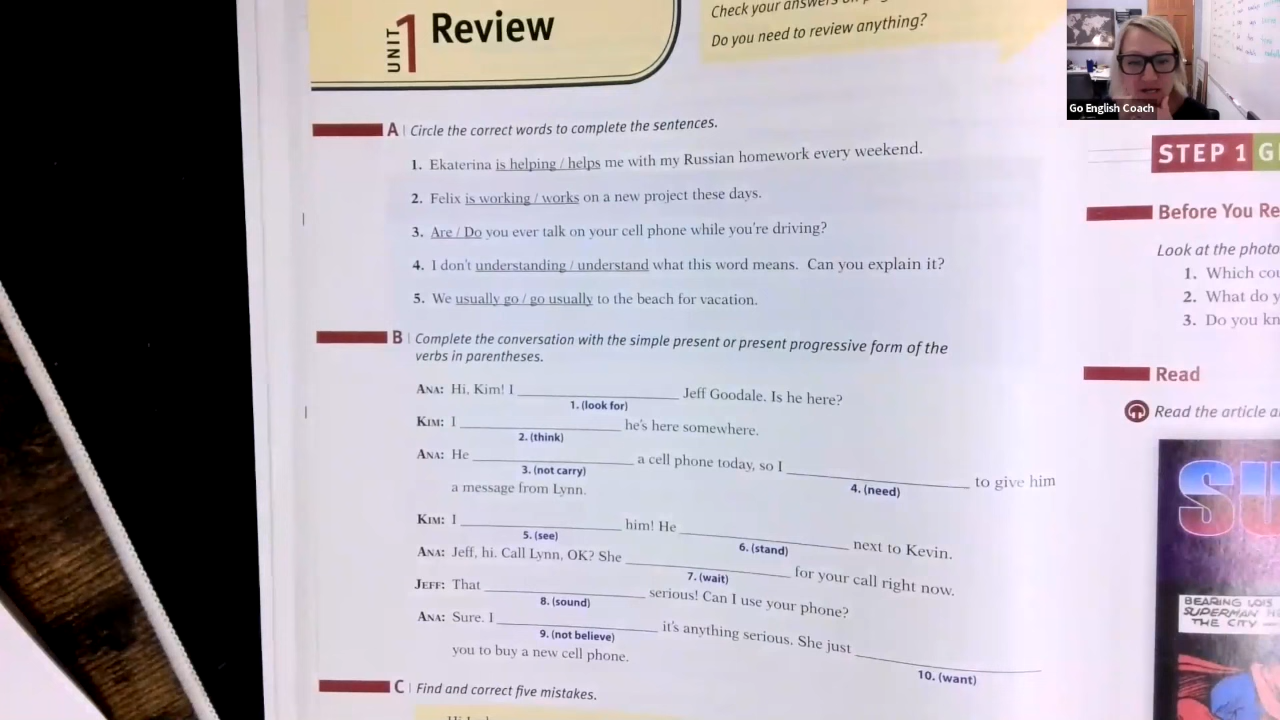 UNIT 1 Review
Check your answers on
Do you need to review anything?
Go English Coach
A | Circle the correct words to complete the sentences.
1. Ekaterina is helping / helps me with my Russian homework every weekend.
2. Felix is working / works on a new project these days.
3. Are / Do you ever talk on your cell phone while you're driving?
4. I don't understanding / understand what this word means. Can you explain it?
5. We usually go / go usually to the beach for vacation.
B | Complete the conversation with the simple present or present progressive form of the
verbs in parentheses.
ANA: Hi, Kim! I ____ Jeff Goodale. Is he here?
1. (look for)
KIM: I ____ he's here somewhere.
2. (think)
ANA: He ____ a cell phone today, so I ____ to give him
3. (not carry) 4. (need)
a message from Lynn.
KIM: I ____ him! He ____ next to Kevin.
5. (see) 6. (stand)
ANA: Jeff, hi. Call Lynn, OK? She ____ for your call right now.
7. (wait)
JEFF: That ____ serious! Can I use your phone?
8. (sound)
ANA: Sure. I ____ it's anything serious. She just ____
9. (not believe) 10. (want)
you to buy a new cell phone.
C | Find and correct five mistakes.
STEP 1 G
Before You Re
Look at the photo
1. Which cou
2. What do y
3. Do you kn
Read
Read the article a
SU
BEARING LOIS
SUPERMAN H
THE CITY